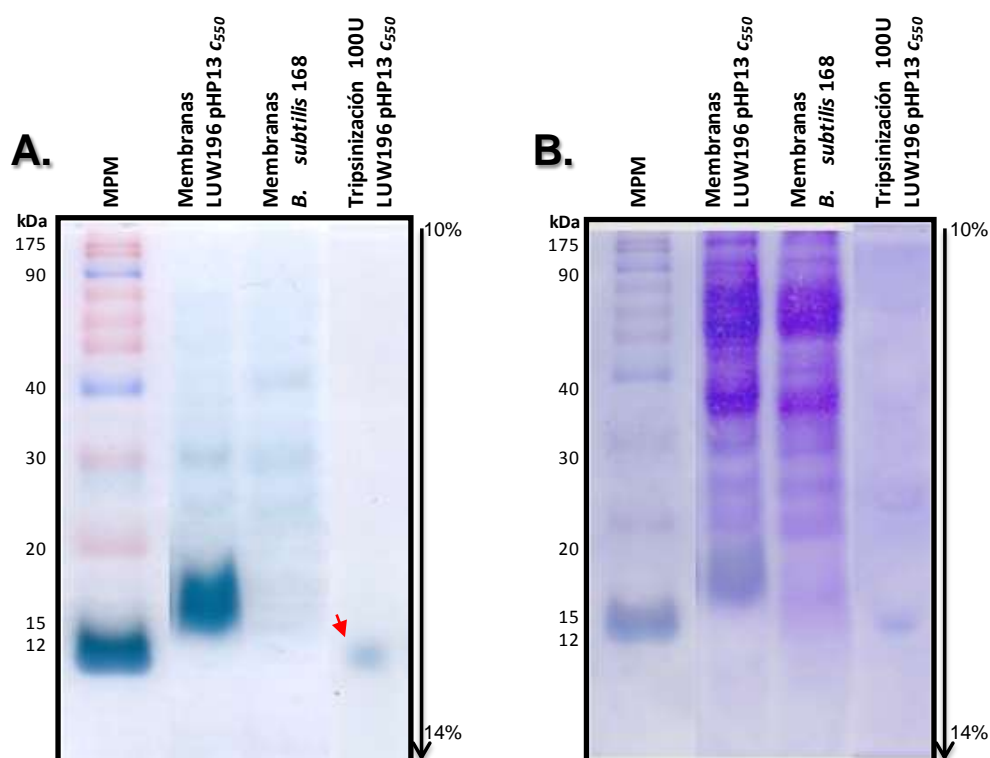 A.
MPM
Membranas
LUW196 pHP13 c550
Membranas
B. subtilis 168
Tripsinización 100U
LUW196 pHP13 c550
kDa
175
90
40
30
20
15
12
10%
14%
B.
MPM
Membranas
LUW196 pHP13 c550
Membranas
B. subtilis 168
Tripsinización 100U
LUW196 pHP13 c550
kDa
175
90
40
30
20
15
12
10%
14%